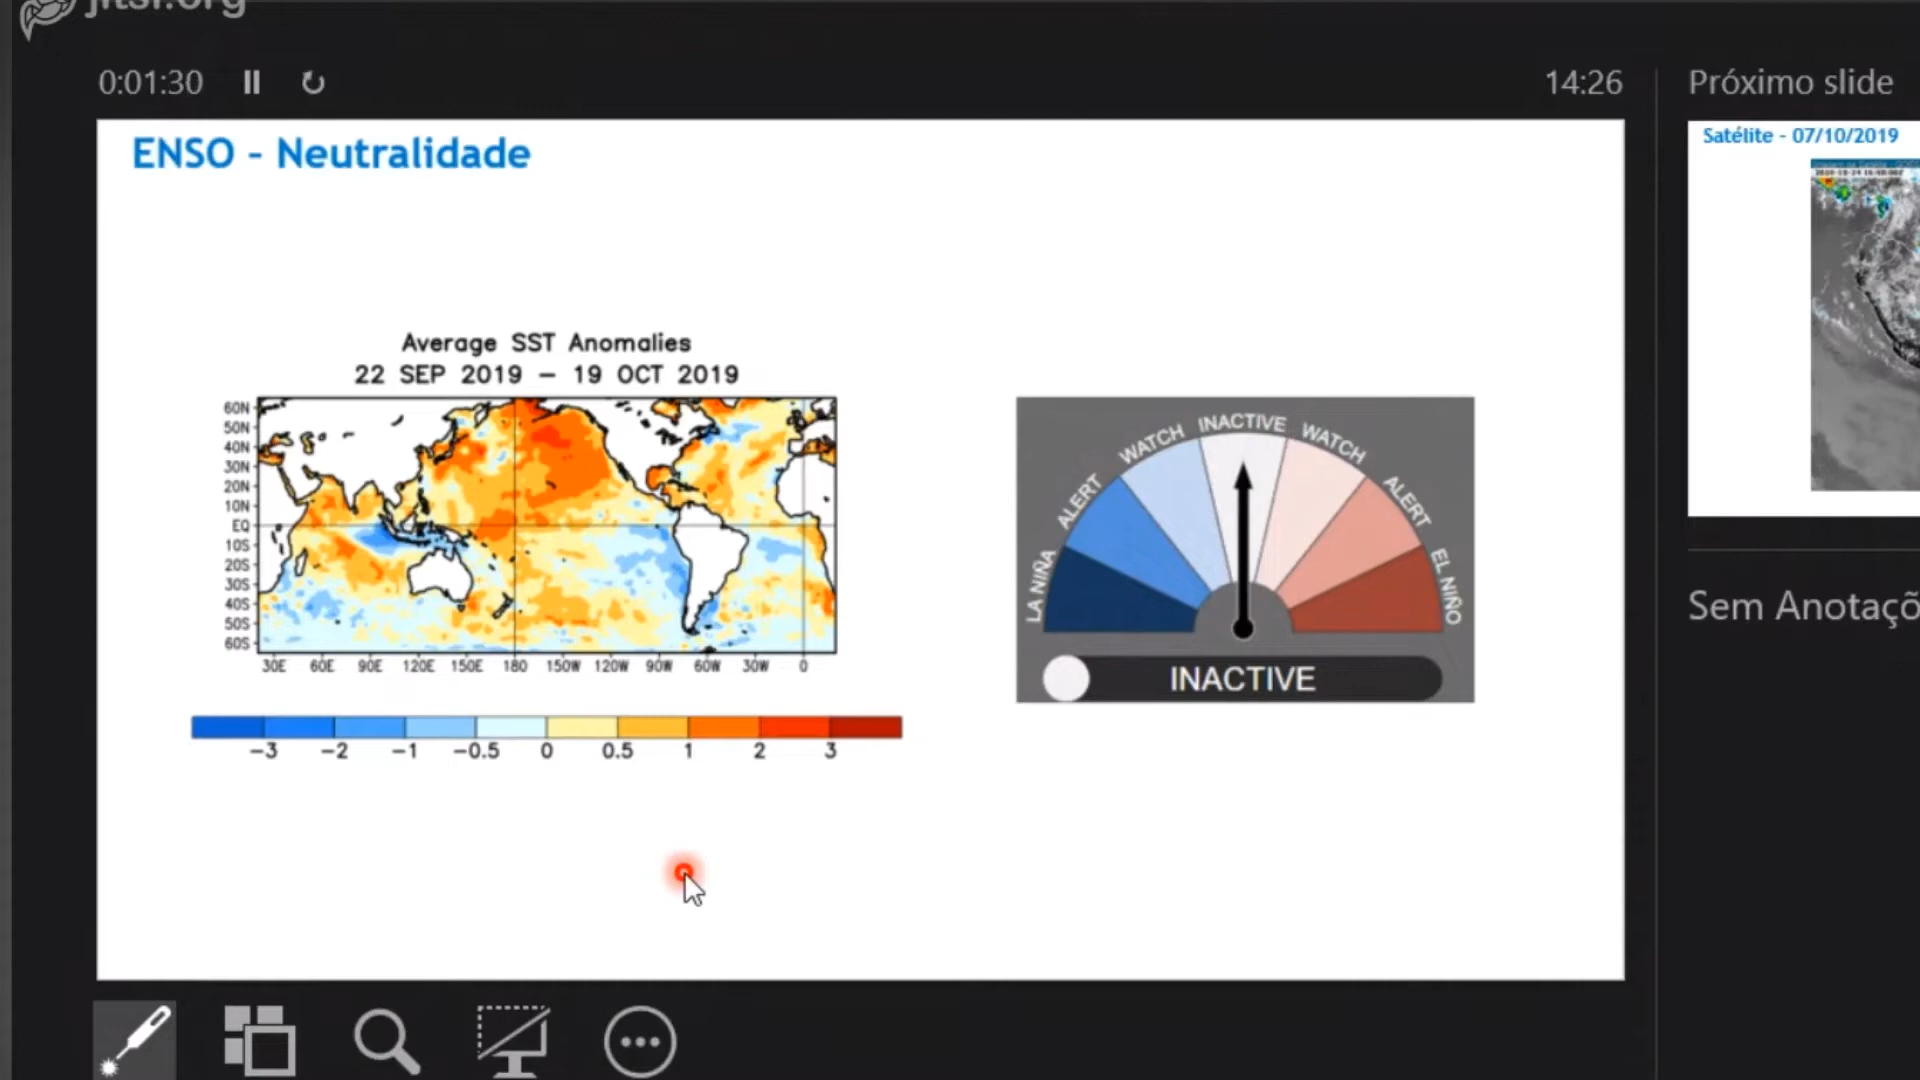 jitsi.org
0:01:30
14:26
Próximo slide
ENSO - Neutralidade
Satélite - 07/10/2019
Average SST Anomalies
22 SEP 2019 – 19 OCT 2019
60N
50N
40N
30N
20N
10N
EQ
10S
20S
30S
40S
50S
60S
30E 60E 90E 120E 150E 180 150W 120W 90W 60W 30W 0
−3 −2 −1 −0.5 0 0.5 1 2 3
LA NIÑA ALERT WATCH INACTIVE WATCH ALERT EL NIÑO
INACTIVE
Sem Anotaçõ